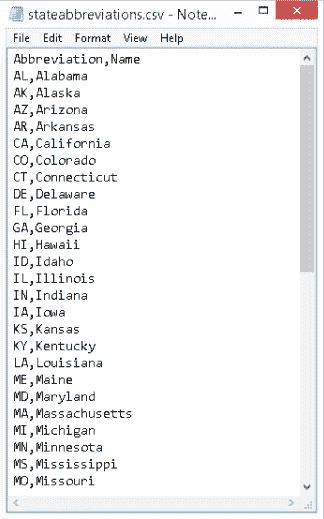 stateabbreviations.csv - Note...
File Edit Format View Help
Abbreviation,Name
AL,Alabama
AK,Alaska
AZ,Arizona
AR,Arkansas
CA,California
CO,Colorado
CT,Connecticut
DE,Delaware
FL,Florida
GA,Georgia
HI,Hawaii
ID,Idaho
IL,Illinois
IN,Indiana
IA,Iowa
KS,Kansas
KY,Kentucky
LA,Louisiana
ME,Maine
MD,Maryland
MA,Massachusetts
MI,Michigan
MN,Minnesota
MS,Mississippi
MO,Missouri